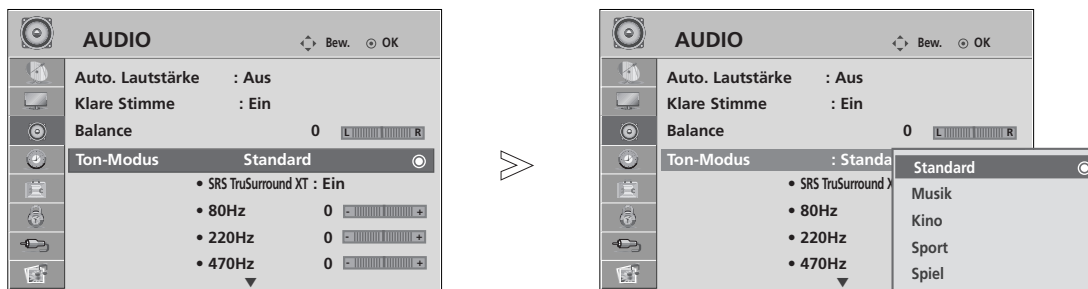 AUDIO Bew. OK
Auto. Lautstärke : Aus
Klare Stimme : Ein
Balance 0 L R
Ton-Modus Standard
• SRS TruSurround XT : Ein
• 80Hz 0 - +
• 220Hz 0 - +
• 470Hz 0 - +
AUDIO Bew. OK
Auto. Lautstärke : Aus
Klare Stimme : Ein
Balance 0 L R
Ton-Modus : Standa
• SRS TruSurround X
• 80Hz
• 220Hz
• 470Hz
Standard
Musik
Kino
Sport
Spiel